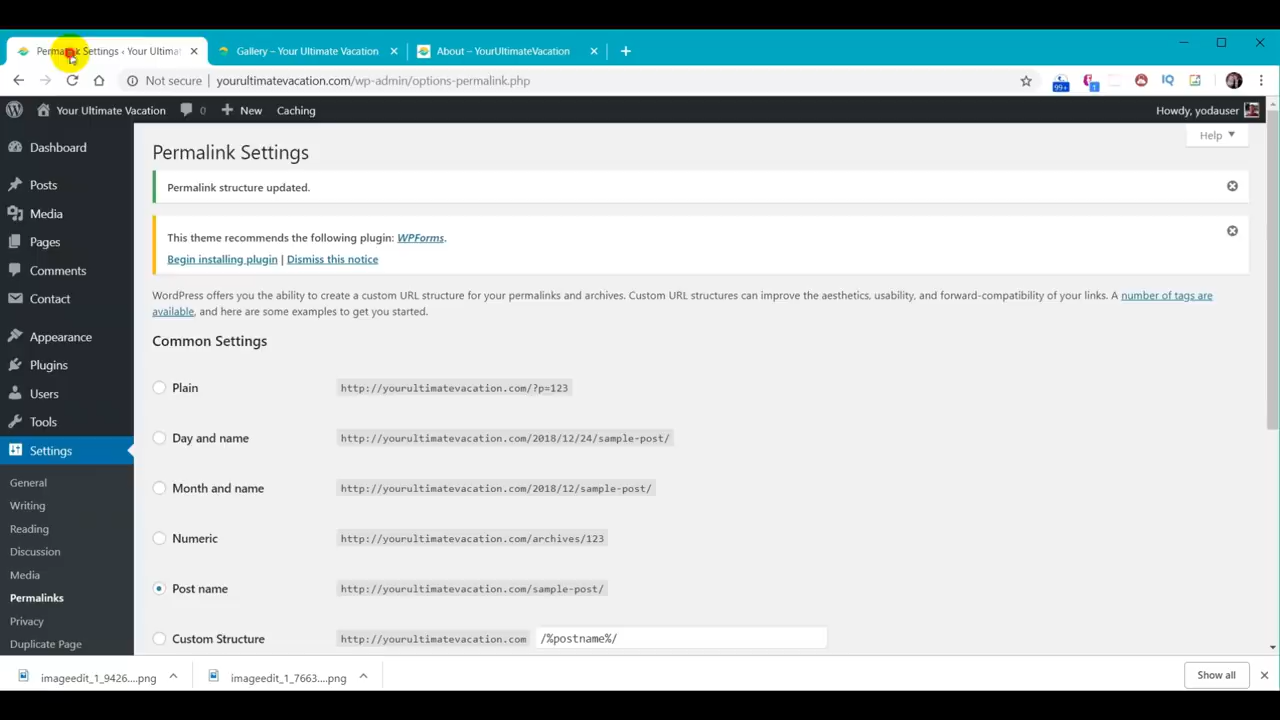 Permalink Settings ‹ Your Ultima
Gallery – Your Ultimate Vacation
About – YourUltimateVacation
Not secure
yourultimatevacation.com/wp-admin/options-permalink.php
99+
1
IQ
Your Ultimate Vacation
0
New
Caching
Howdy, yodauser
Help
Dashboard
Posts
Media
Pages
Comments
Contact
Appearance
Plugins
Users
Tools
Settings
General
Writing
Reading
Discussion
Media
Permalinks
Privacy
Duplicate Page
Permalink Settings
Permalink structure updated.
This theme recommends the following plugin: WPForms.
Begin installing plugin | Dismiss this notice
WordPress offers you the ability to create a custom URL structure for your permalinks and archives. Custom URL structures can improve the aesthetics, usability, and forward-compatibility of your links. A number of tags are
available, and here are some examples to get you started.
Common Settings
Plain http://yourultimatevacation.com/?p=123
Day and name http://yourultimatevacation.com/2018/12/24/sample-post/
Month and name http://yourultimatevacation.com/2018/12/sample-post/
Numeric http://yourultimatevacation.com/archives/123
Post name http://yourultimatevacation.com/sample-post/
Custom Structure http://yourultimatevacation.com /%postname%/
imageedit_1_9426....png
imageedit_1_7663....png
Show all